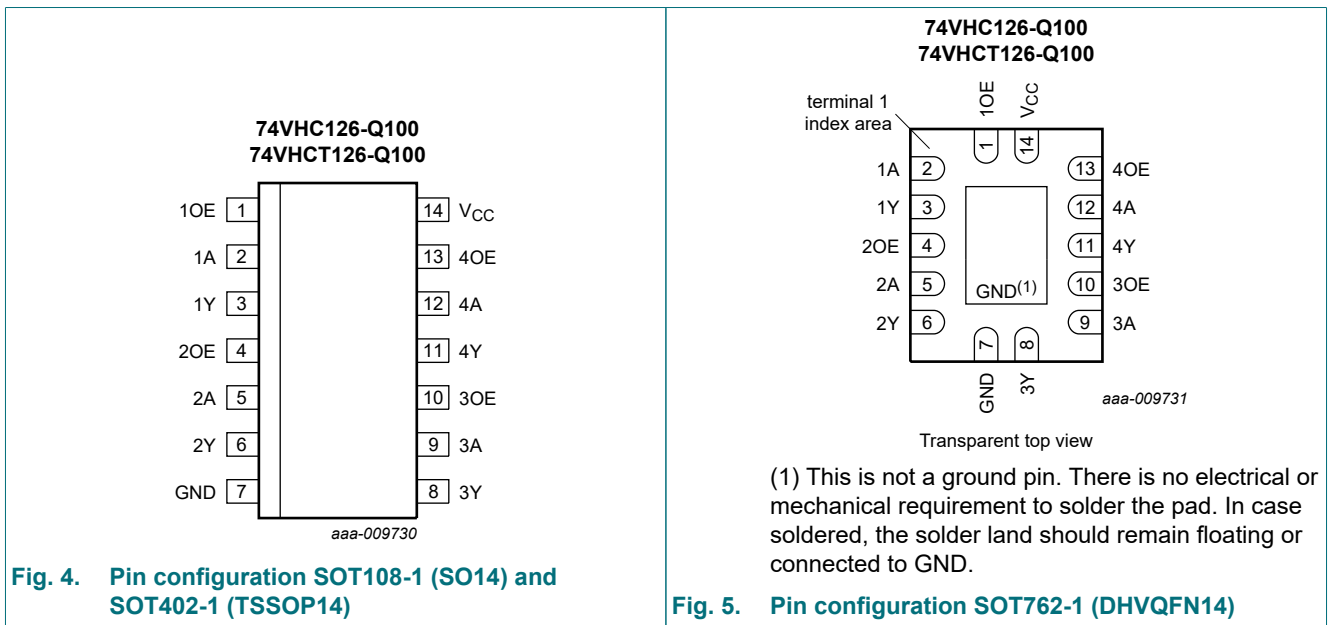 74VHC126-Q100
74VHCT126-Q100
1OE 1
14 VCC
1A 2
13 4OE
1Y 3
12 4A
2OE 4
11 4Y
2A 5
10 3OE
2Y 6
9 3A
GND 7
8 3Y
aaa-009730
Fig. 4. Pin configuration SOT108-1 (SO14) and
SOT402-1 (TSSOP14)
74VHC126-Q100
74VHCT126-Q100
terminal 1
index area
1OE
VCC
1
14
1A 2
13 4OE
1Y 3
12 4A
2OE 4
11 4Y
2A 5
10 3OE
2Y 6
9 3A
GND(1)
7
8
GND
3Y
aaa-009731
Transparent top view
(1) This is not a ground pin. There is no electrical or
mechanical requirement to solder the pad. In case
soldered, the solder land should remain floating or
connected to GND.
Fig. 5. Pin configuration SOT762-1 (DHVQFN14)